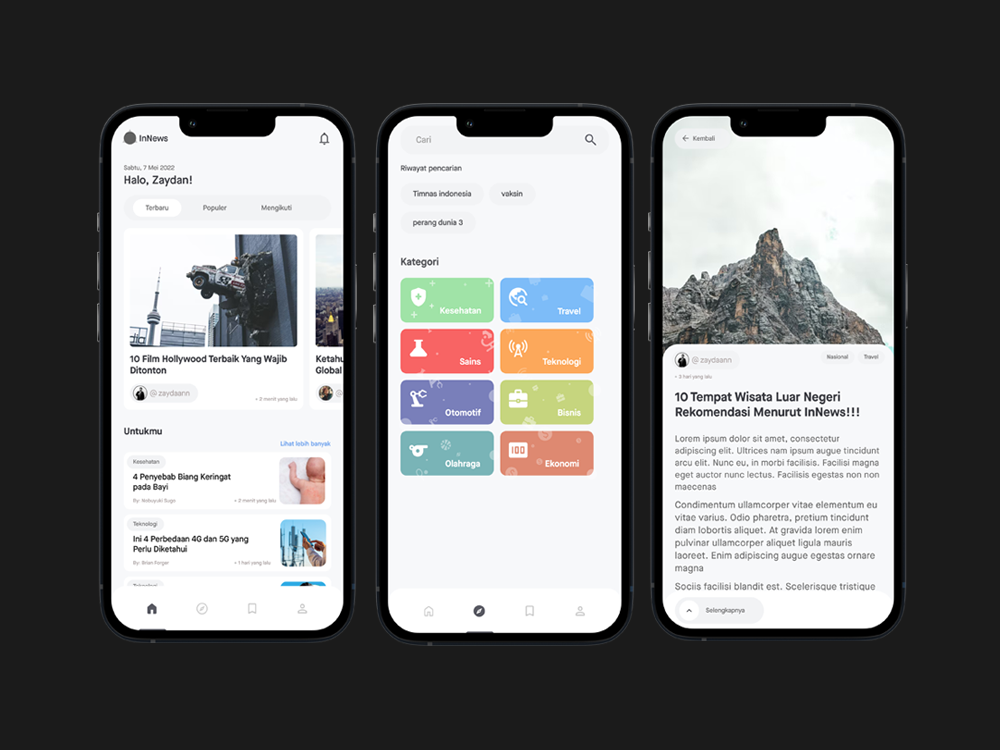 InNews
Sabtu, 7 Mei 2022
Halo, Zaydan!
Terbaru
Populer
Mengikuti
10 Film Hollywood Terbaik Yang Wajib
Ditonton
@zaydaann
• 8 menit yang lalu
Ketahu
Global
@
Untukmu
Lihat lebih banyak
Kesehatan
4 Penyebab Biang Keringat
pada Bayi
By: Nobuyuki Sugo
• 2 menit yang lalu
Teknologi
Ini 4 Perbedaan 4G dan 5G yang
Perlu Diketahui
By: Brian Forger
• 1 hari yang lalu
Teknologi
Cari
Riwayat pencarian
Timnas indonesia
vaksin
perang dunia 3
Kategori
Kesehatan
Travel
Sains
Teknologi
Otomotif
Bisnis
Olahraga
100
Ekonomi
Kembali
@zaydaann
Nasional
Travel
• 3 hari yang lalu
10 Tempat Wisata Luar Negeri
Rekomendasi Menurut InNews!!!
Lorem ipsum dolor sit amet, consectetur
adipiscing elit. Ultrices nam ipsum augue tincidunt
arcu elit. Nunc eu, in morbi facilisis. Facilisi magna
eget auctor nunc lectus. Facilisis egestas non non
maecenas
Condimentum ullamcorper vitae elementum eu
vitae varius. Odio pharetra, pretium tincidunt
diam lobortis aliquet. At gravida lorem enim
pulvinar ullamcorper aliquet ligula mauris
laoreet. Enim adipiscing augue egestas ornare
magna
Sociis facilisi blandit est. Scelerisque tristique
Selengkapnya